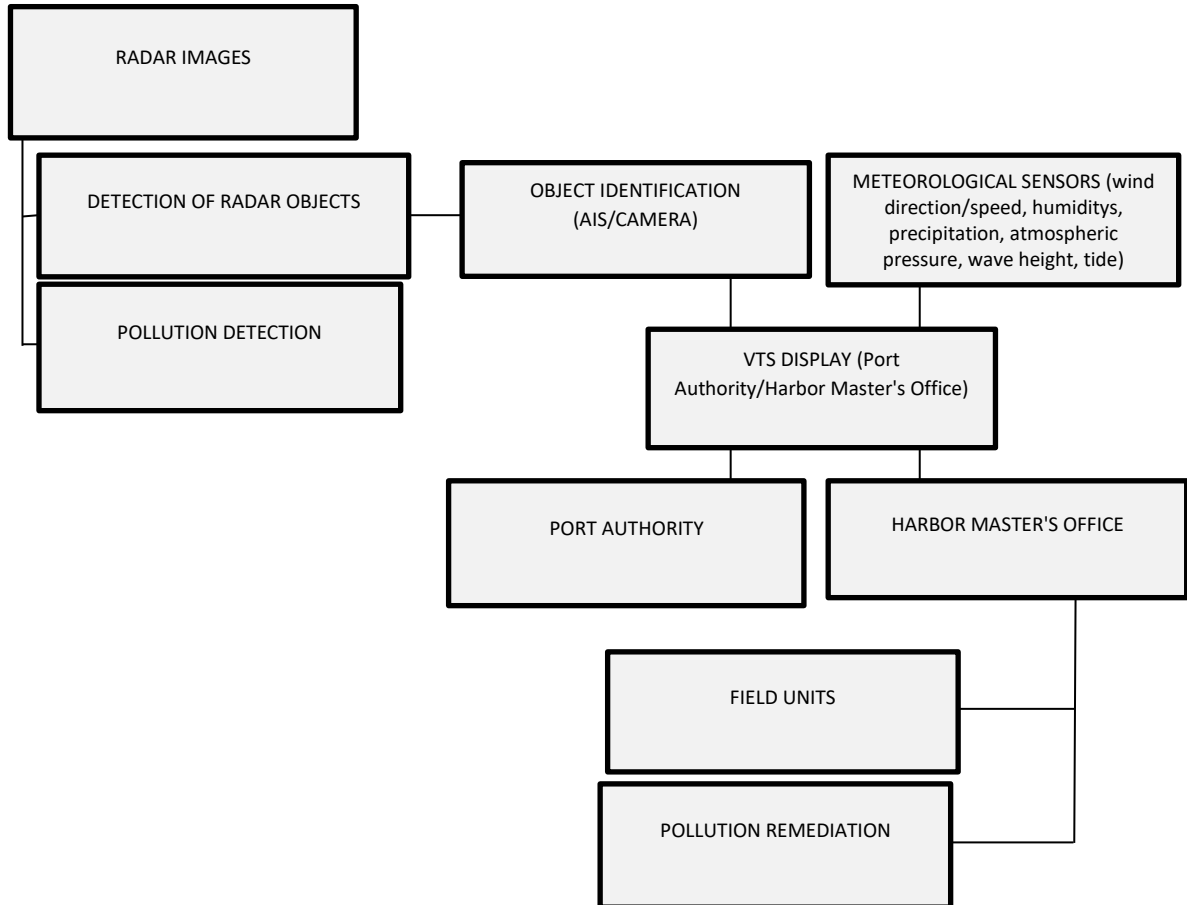 RADAR IMAGES
DETECTION OF RADAR OBJECTS
OBJECT IDENTIFICATION
(AIS/CAMERA)
METEOROLOGICAL SENSORS (wind
direction/speed, humiditys,
precipitation, atmospheric
pressure, wave height, tide)
POLLUTION DETECTION
VTS DISPLAY (Port
Authority/Harbor Master's Office)
PORT AUTHORITY
HARBOR MASTER'S OFFICE
FIELD UNITS
POLLUTION REMEDIATION